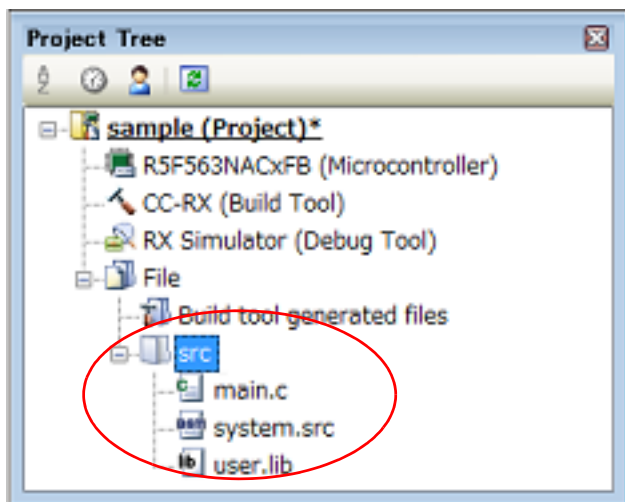 Project Tree
sample (Project)*
R5F563NACxFB (Microcontroller)
CC-RX (Build Tool)
RX Simulator (Debug Tool)
File
Build tool generated files
src
main.c
system.src
user.lib